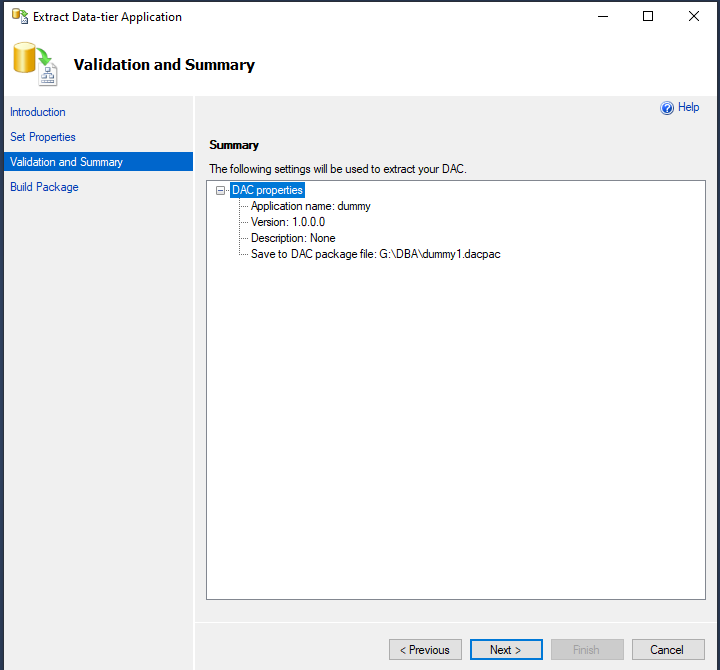 Extract Data-tier Application
Validation and Summary
Introduction
Set Properties
Validation and Summary
Build Package
Help
Summary
The following settings will be used to extract your DAC.
DAC properties
Application name: dummy
Version: 1.0.0.0
Description: None
Save to DAC package file: G:\DBA\dummy1.dacpac
< Previous
Next >
Finish
Cancel